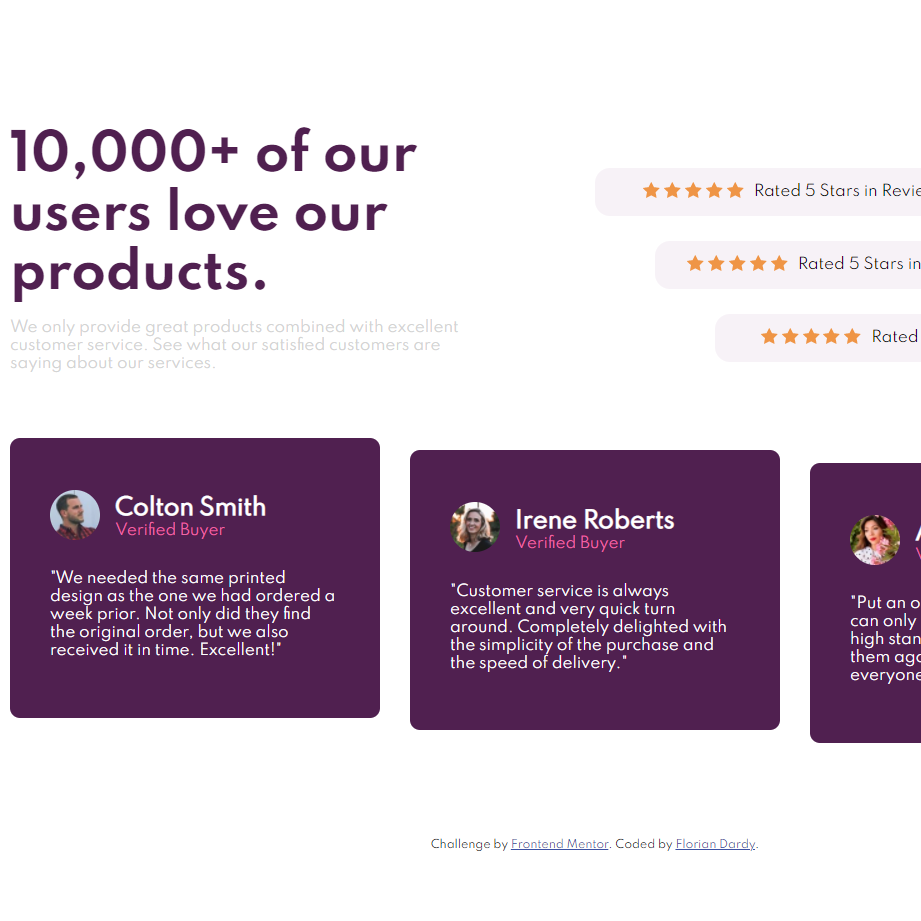 10,000+ of our
users love our
products.
We only provide great products combined with excellent
customer service. See what our satisfied customers are
saying about our services.
Rated 5 Stars in
Rated 5 Stars in
Rated
Colton Smith
Verified Buyer
"We needed the same printed
design as the one we had ordered a
week prior. Not only did they find
the original order, but we also
received it in time. Excellent!"
Irene Roberts
Verified Buyer
"Customer service is always
excellent and very quick turn
around. Completely delighted with
the simplicity of the purchase and
the speed of delivery."
"Put an
can only
high
them
Challenge by Frontend Mentor. Coded by Florian Dardy.